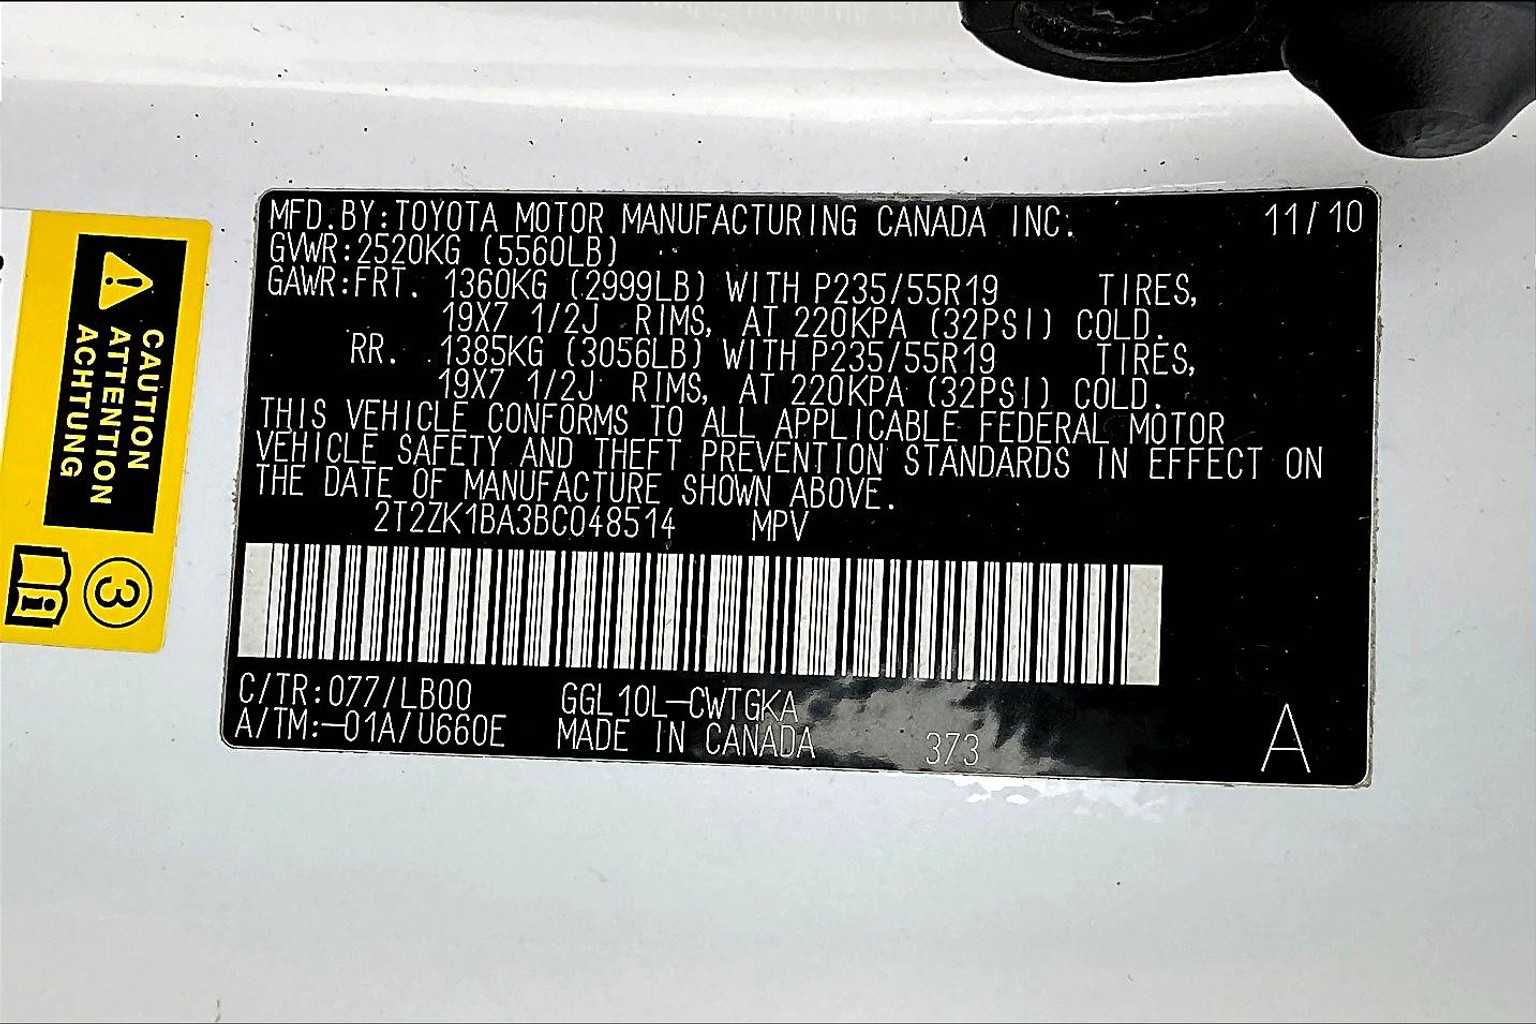 MFD.BY:TOYOTA MOTOR MANUFACTURING CANADA INC. 11/10
GVWR:2520KG (5560LB)
GAWR:FRT. 1360KG (2999LB) WITH P235/55R19 TIRES,
19X7 1/2J RIMS, AT 220KPA (32PSI) COLD.
RR. 1385KG (3056LB) WITH P235/55R19 TIRES,
19X7 1/2J RIMS, AT 220KPA (32PSI) COLD.
THIS VEHICLE CONFORMS TO ALL APPLICABLE FEDERAL MOTOR
VEHICLE SAFETY AND THEFT PREVENTION STANDARDS IN EFFECT ON
THE DATE OF MANUFACTURE SHOWN ABOVE.
2T2ZK1BA3BC048514 MPV
C/TR:077/LB00 GGL10L-CWTGKA
A/TM:-01A/U660E MADE IN CANADA 373 A
CAUTION
ATTENTION
ACHTUNG
3